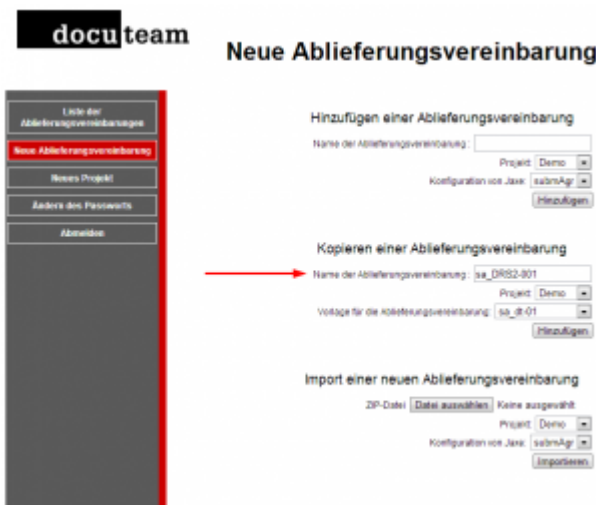 docuteam
Neue Ablieferungsvereinbarung
Liste der
Ablieferungsvereinbarungen
Neue Ablieferungsvereinbarung
Neues Projekt
Ändern des Passworts
Abmelden
Hinzufügen einer Ablieferungsvereinbarung
Name der Ablieferungsvereinbarung:
Projekt: Demo
Konfiguration von Jaxe: submAgr
Hinzufügen
Kopieren einer Ablieferungsvereinbarung
Name der Ablieferungsvereinbarung: sa_DRS2-001
Projekt: Demo
Vorlage für die Ablieferungsvereinbarung: sa_dt-01
Hinzufügen
Import einer neuen Ablieferungsvereinbarung
ZIP-Datei Datei auswählen Keine ausgewählt
Projekt: Demo
Konfiguration von Jaxe: submAgr
Importieren